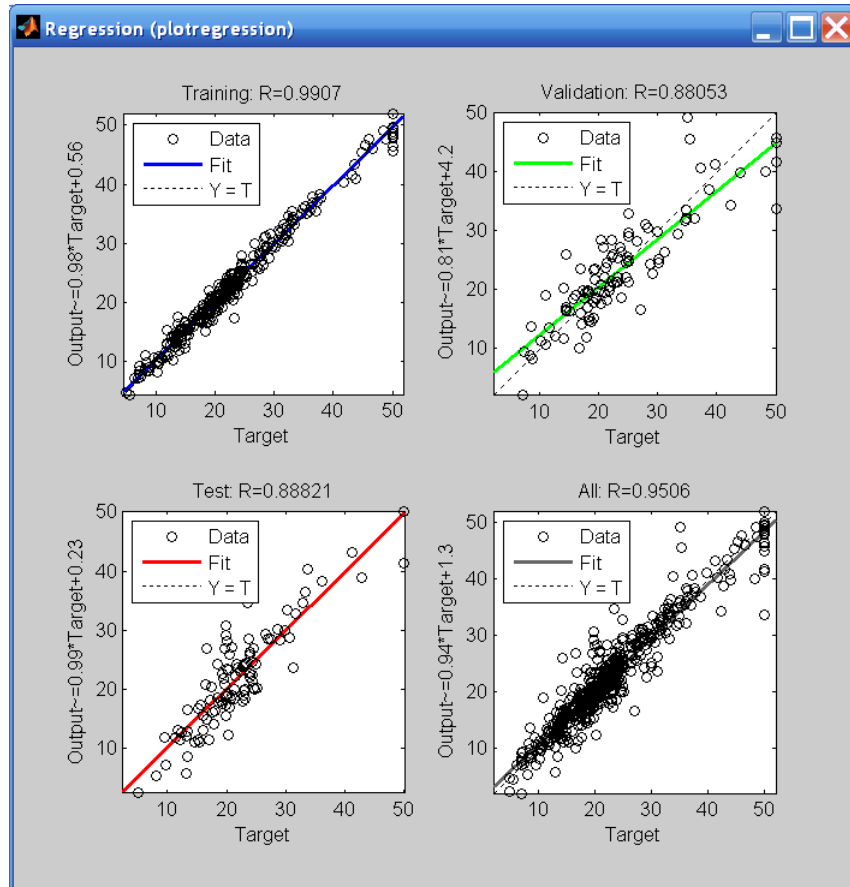 Regression (plotregression)
Training: R=0.9907
Output~=0.98*Target+0.56
50
40
30
20
10
Data
Fit
Y = T
10
20
30
40
50
Target
Validation: R=0.88053
Output~=0.81*Target+4.2
50
40
30
20
10
Data
Fit
Y = T
10
20
30
40
50
Target
Test: R=0.88821
Output~=0.99*Target+0.23
50
40
30
20
10
Data
Fit
Y = T
10
20
30
40
50
Target
All: R=0.9506
Output~=0.94*Target+1.3
50
40
30
20
10
Data
Fit
Y = T
10
20
30
40
50
Target